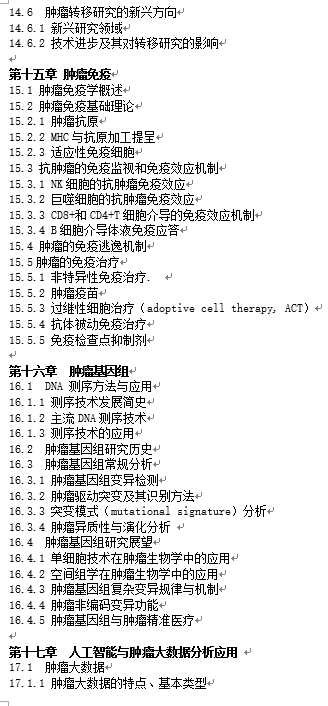 14.6 肿瘤转移研究的新兴方向
14.6.1 新兴研究领域
14.6.2 技术进步及其对转移研究的影响
第十五章 肿瘤免疫
15.1 肿瘤免疫学概述
15.2 肿瘤免疫基础理论
15.2.1 肿瘤抗原
15.2.2 MHC与抗原加工提呈
15.2.3 适应性免疫细胞
15.3 抗肿瘤的免疫监视和免疫效应机制
15.3.1 NK细胞的抗肿瘤免疫效应
15.3.2 巨噬细胞的抗肿瘤免疫效应
15.3.3 CD8+和CD4+T细胞介导的免疫效应机制
15.3.4 B细胞介导体液免疫应答
15.4 肿瘤的免疫逃逸机制
15.5肿瘤的免疫治疗
15.5.1 非特异性免疫治疗.
15.5.2 肿瘤疫苗
15.5.3 过继性细胞治疗（adoptive cell therapy, ACT）
15.5.4 抗体被动免疫治疗
15.5.5 免疫检查点抑制剂
第十六章 肿瘤基因组
16.1 DNA 测序方法与应用
16.1.1 测序技术发展简史
16.1.2 主流DNA测序技术
16.1.3 测序技术的应用
16.2 肿瘤基因组研究历史
16.3 肿瘤基因组常规分析
16.3.1 肿瘤基因组变异检测
16.3.2 肿瘤驱动突变及其识别方法
16.3.3 突变模式（mutational signature）分析
16.3.4 肿瘤异质性与演化分析
16.4 肿瘤基因组研究展望
16.4.1 单细胞技术在肿瘤生物学中的应用
16.4.2 空间组学在肿瘤生物学中的应用
16.4.3 肿瘤基因组复杂变异规律与机制
16.4.4 肿瘤非编码变异功能
16.4.5 肿瘤基因组与肿瘤精准医疗
第十七章 人工智能与肿瘤大数据分析应用
17.1 肿瘤大数据
17.1.1 肿瘤大数据的特点、基本类型